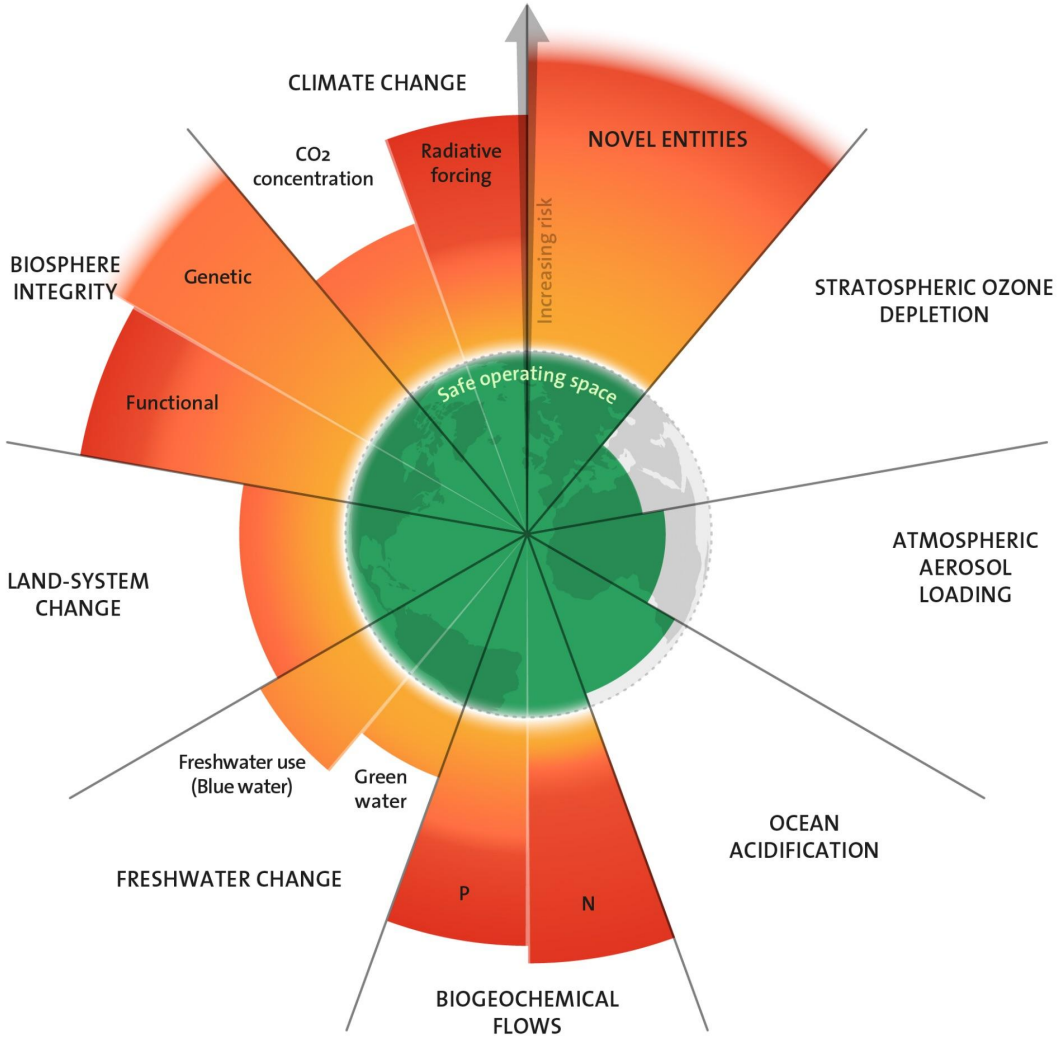 CLIMATE CHANGE
CO2
concentration
Radiative
forcing
NOVEL ENTITIES
Increasing risk
BIOSPHERE
INTEGRITY
Genetic
Functional
STRATOSPHERIC OZONE
DEPLETION
Safe operating space
ATMOSPHERIC
AEROSOL
LOADING
LAND-SYSTEM
CHANGE
Freshwater use
(Blue water)
Green
water
FRESHWATER CHANGE
P
N
OCEAN
ACIDIFICATION
BIOGEOCHEMICAL
FLOWS